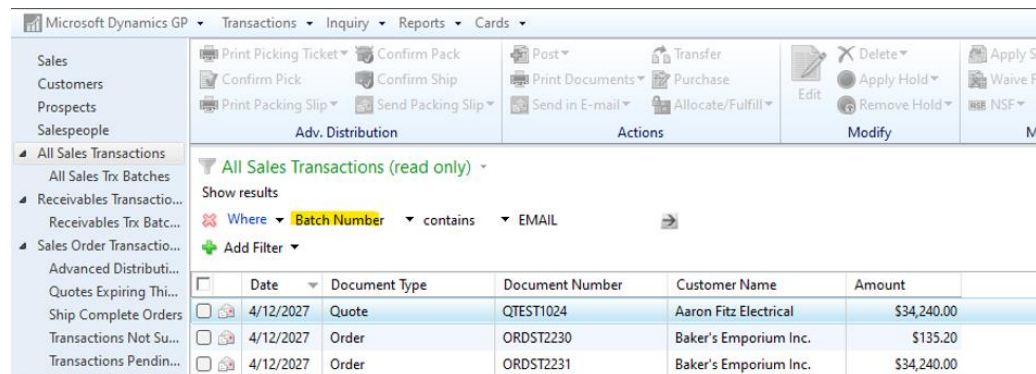 Microsoft Dynamics GP Transactions Inquiry Reports Cards
Sales
Customers
Prospects
Salespeople
All Sales Transactions
All Sales Trx Batches
Receivables Transactio...
Receivables Trx Batc...
Sales Order Transactio...
Advanced Distributi...
Quotes Expiring Thi...
Ship Complete Orders
Transactions Not Su...
Transactions Pendin...
Print Picking Ticket Confirm Pack
Confirm Pick Confirm Ship
Print Packing Slip Send Packing Slip
Adv. Distribution
Post Transfer
Print Documents Purchase
Send in E-mail Allocate/Fulfill
Actions
Edit
Delete
Apply Hold
Remove Hold
Modify
Apply S
Waive F
NSF
M
All Sales Transactions (read only)
Show results
Where Batch Number contains EMAIL
Add Filter
Date Document Type Document Number Customer Name Amount
4/12/2027 Quote QTEST1024 Aaron Fitz Electrical $34,240.00
4/12/2027 Order ORDST2230 Baker's Emporium Inc. $135.20
4/12/2027 Order ORDST2231 Baker's Emporium Inc. $34,240.00